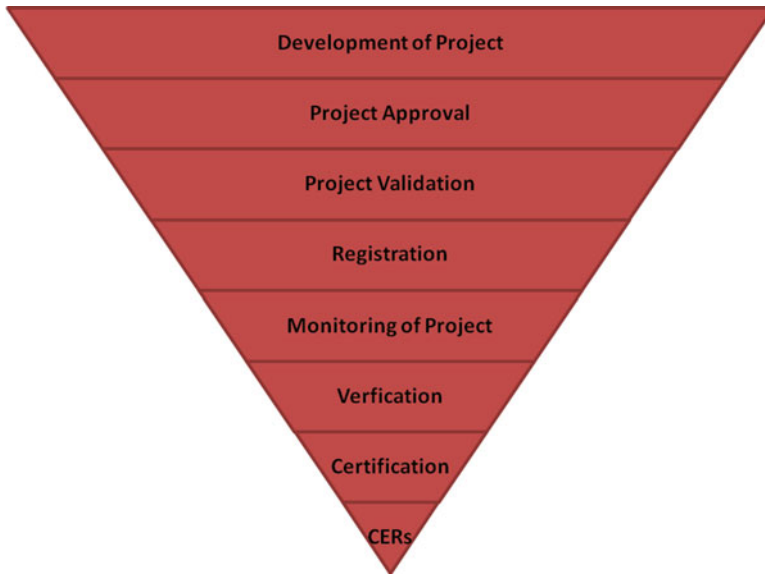 Development of Project
Project Approval
Project Validation
Registration
Monitoring of Project
Verfication
Certification
CERs